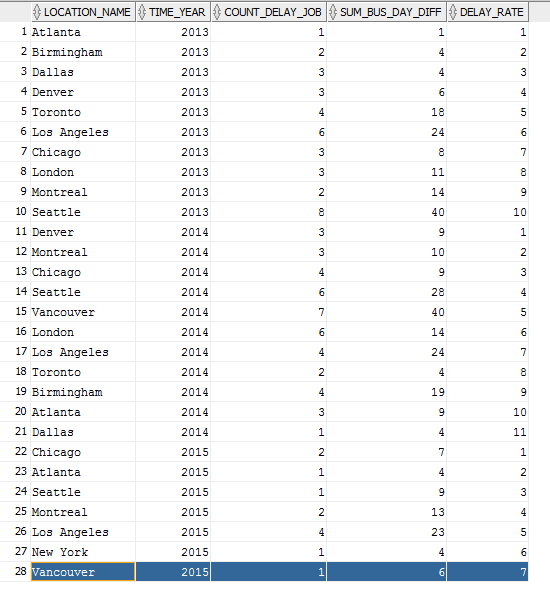 LOCATION_NAME TIME_YEAR COUNT_DELAY_JOB SUM_BUS_DAY_DIFF DELAY_RATE
1 Atlanta 2013 1 1 1
2 Birmingham 2013 2 4 2
3 Dallas 2013 3 4 3
4 Denver 2013 3 6 4
5 Toronto 2013 4 18 5
6 Los Angeles 2013 6 24 6
7 Chicago 2013 3 8 7
8 London 2013 3 11 8
9 Montreal 2013 2 14 9
10 Seattle 2013 8 40 10
11 Denver 2014 3 9 1
12 Montreal 2014 3 10 2
13 Chicago 2014 4 9 3
14 Seattle 2014 6 28 4
15 Vancouver 2014 7 40 5
16 London 2014 6 14 6
17 Los Angeles 2014 4 24 7
18 Toronto 2014 2 4 8
19 Birmingham 2014 4 19 9
20 Atlanta 2014 3 9 10
21 Dallas 2014 1 4 11
22 Chicago 2015 2 7 1
23 Atlanta 2015 1 4 2
24 Seattle 2015 1 9 3
25 Montreal 2015 2 13 4
26 Los Angeles 2015 4 23 5
27 New York 2015 1 4 6
28 Vancouver 2015 1 6 7